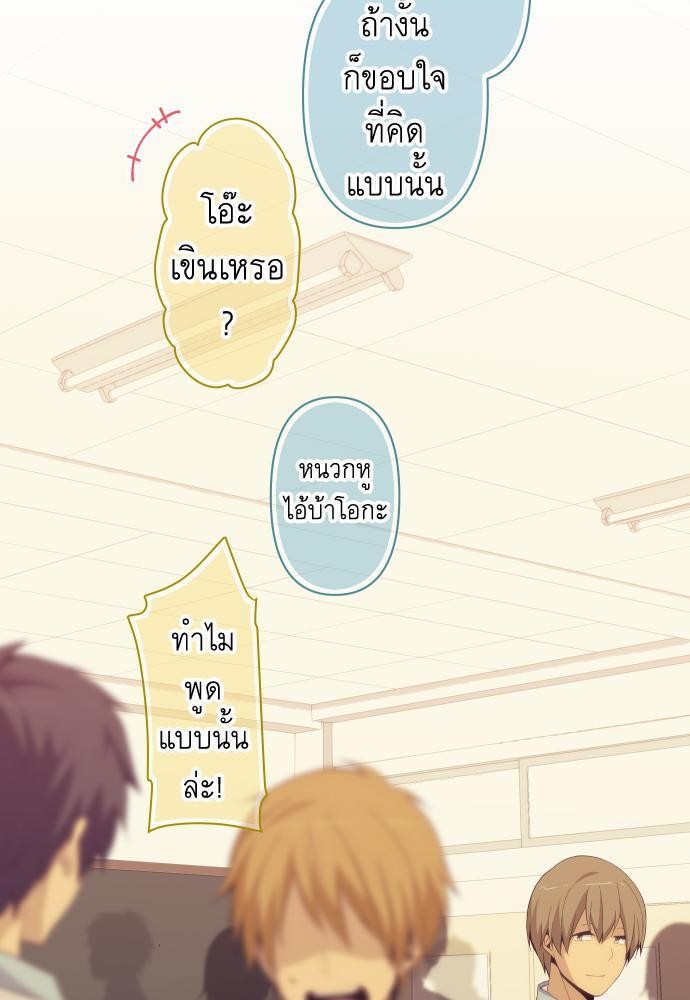 ถ้างั้น
ก็ขอบใจ
ที่คิด
แบบนั้น
โอ๊ะ
เขินเหรอ
?
หนวกหู
ไอ้บ้าโอกะ
ทำไม
พูด
แบบนั้น
ล่ะ!